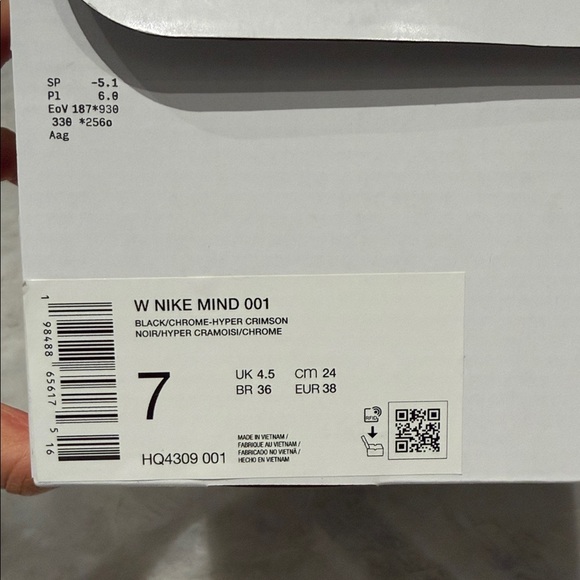 SP -5.1
Pl 6.0
EoV 187*930
330 *256o
Aag
W NIKE MIND 001
BLACK/CHROME-HYPER CRIMSON
NOIR/HYPER CRAMOISI/CHROME
7
UK 4.5 CM 24
BR 36 EUR 38
MADE IN VIETNAM /
FABRIQUE AU VIETNAM /
FABRICADO NO VIETNÃ /
HECHO EN VIETNAM
HQ4309 001
RFID
1 98488 65617 5 16